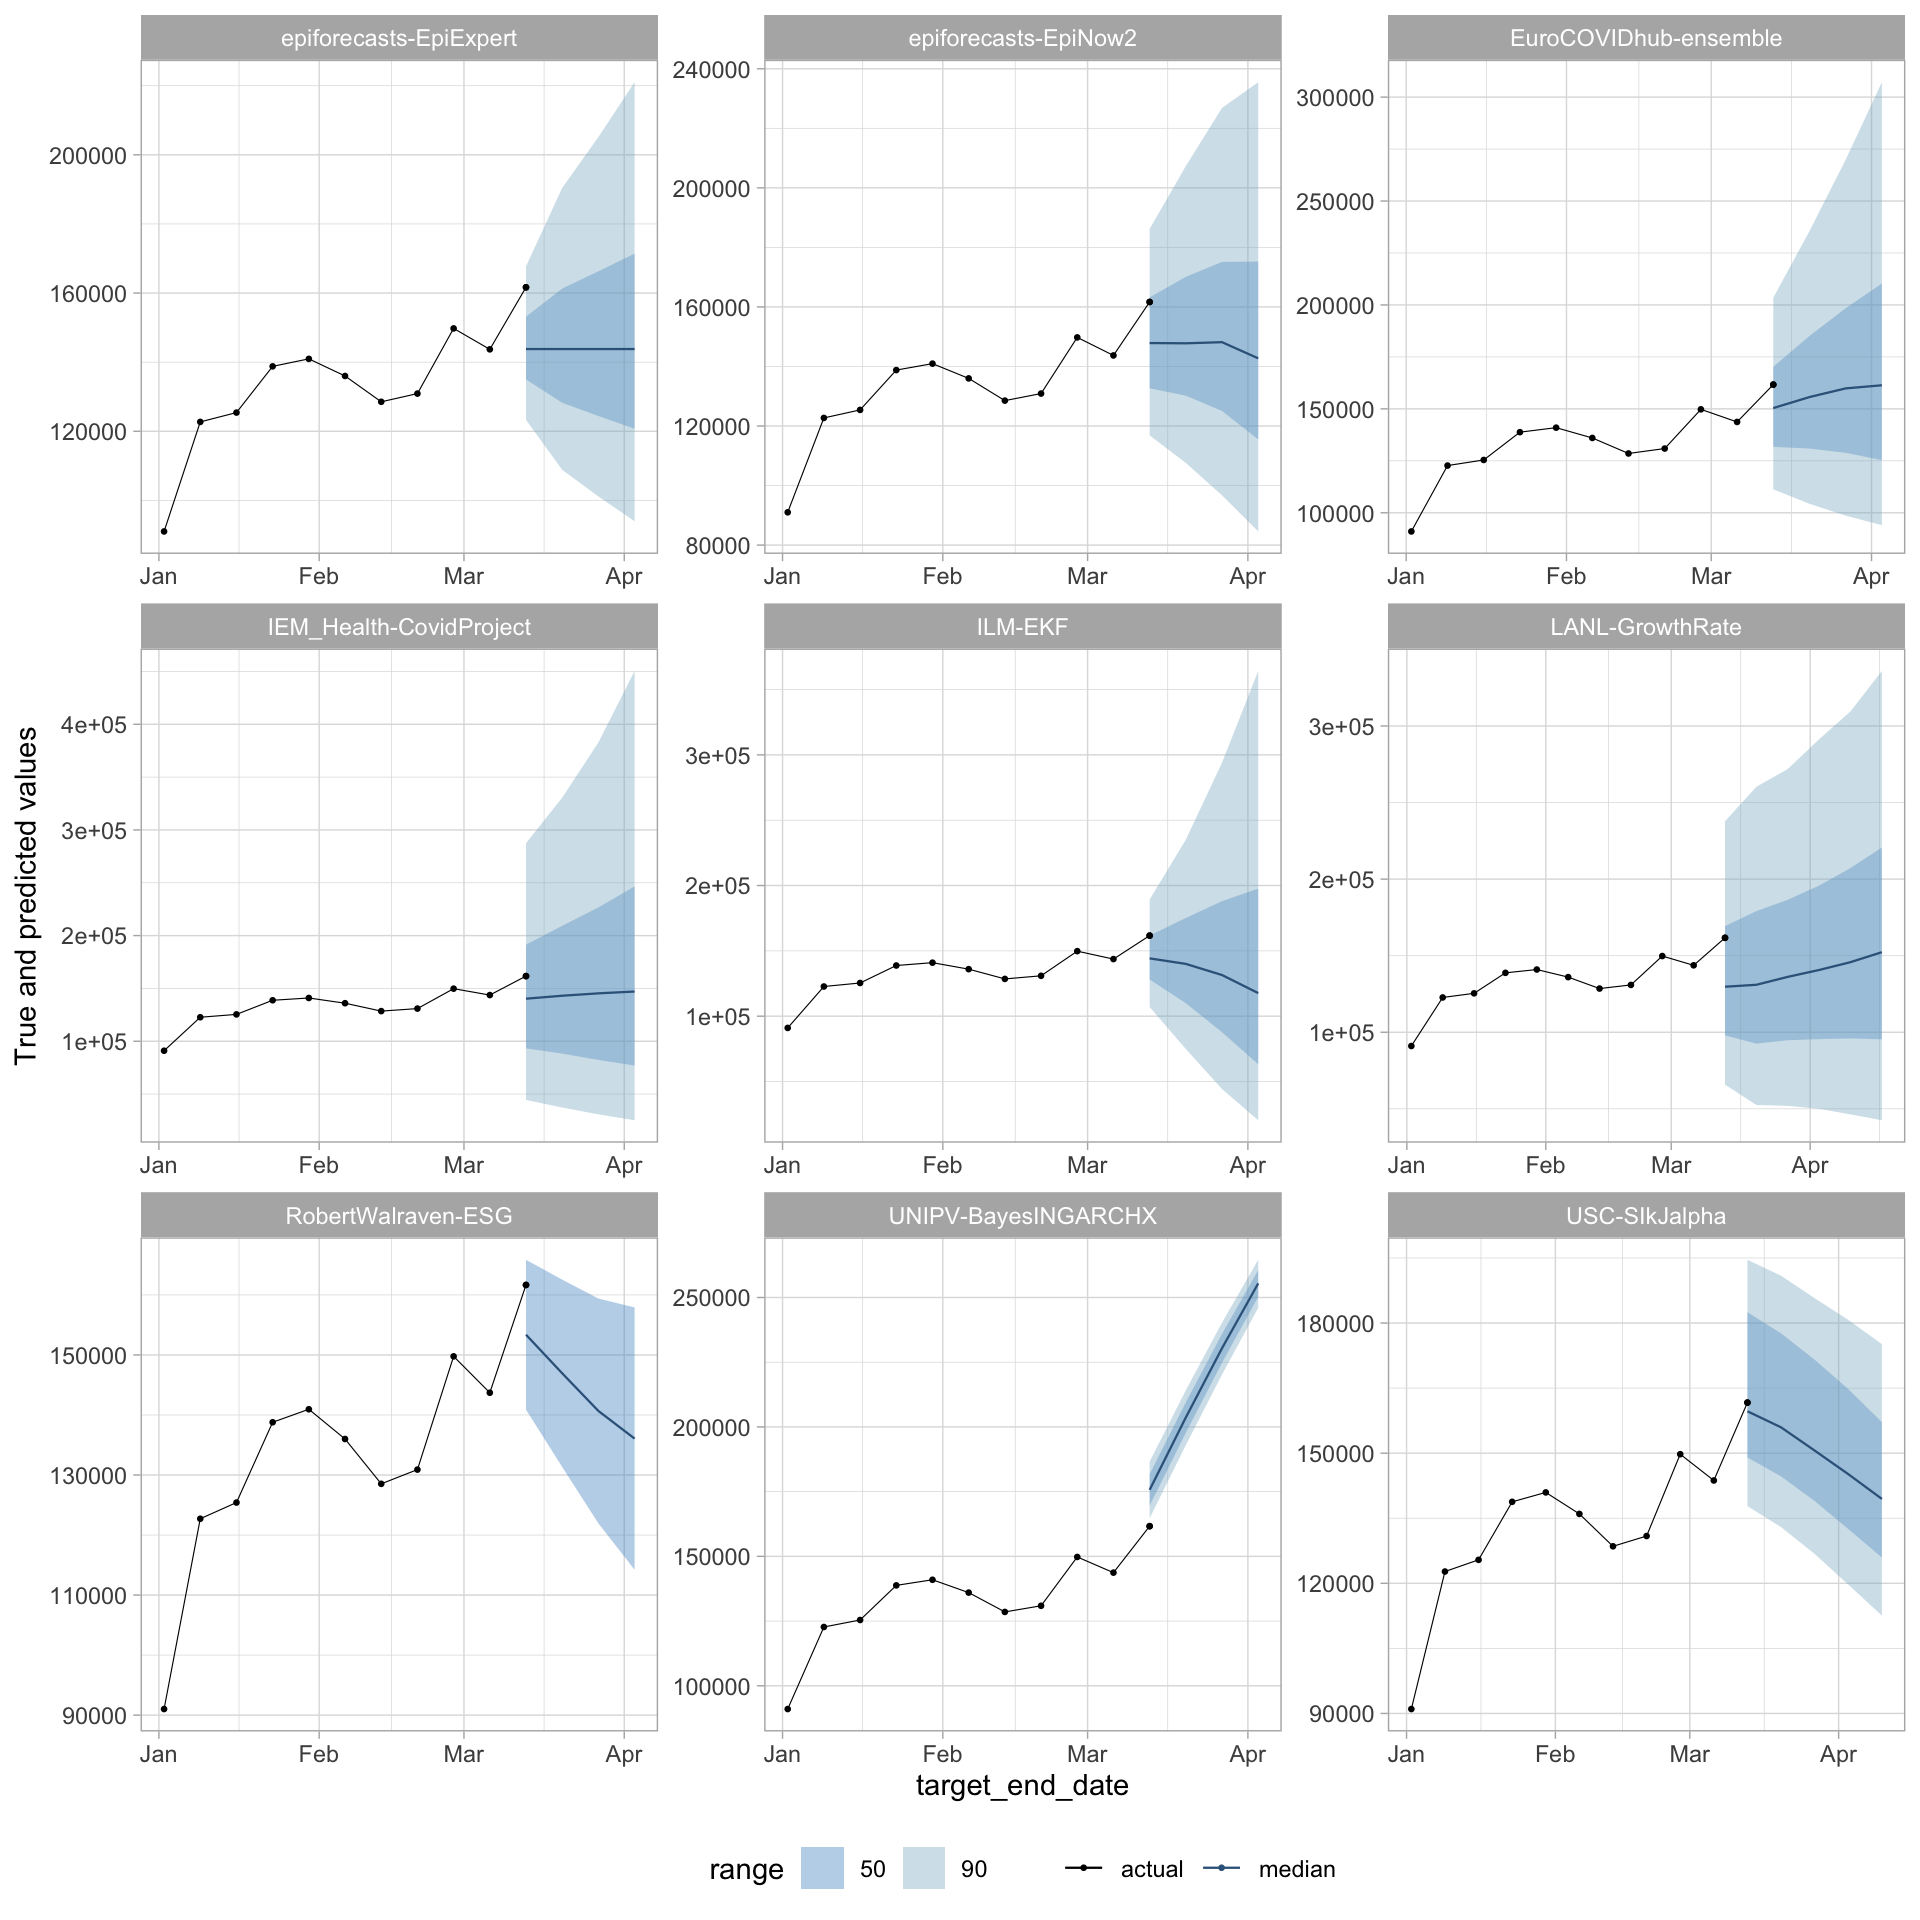 epiforecasts-EpiExpert
epiforecasts-EpiNow2
EuroCOVIDhub-ensemble
200000
160000
120000
Jan Feb Mar Apr
240000
200000
160000
120000
80000
Jan Feb Mar Apr
300000
250000
200000
150000
100000
Jan Feb Mar Apr
True and predicted values
IEM_Health-CovidProject
ILM-EKF
LANL-GrowthRate
4e+05
3e+05
2e+05
1e+05
Jan Feb Mar Apr
3e+05
2e+05
1e+05
Jan Feb Mar Apr
3e+05
2e+05
1e+05
Jan Feb Mar Apr
RobertWalraven-ESG
UNIPV-BayesINGARCHX
USC-SIkJalpha
150000
130000
110000
90000
Jan Feb Mar Apr
250000
200000
150000
100000
Jan Feb Mar Apr
180000
150000
120000
90000
Jan Feb Mar Apr
target_end_date
range 50 90 actual median